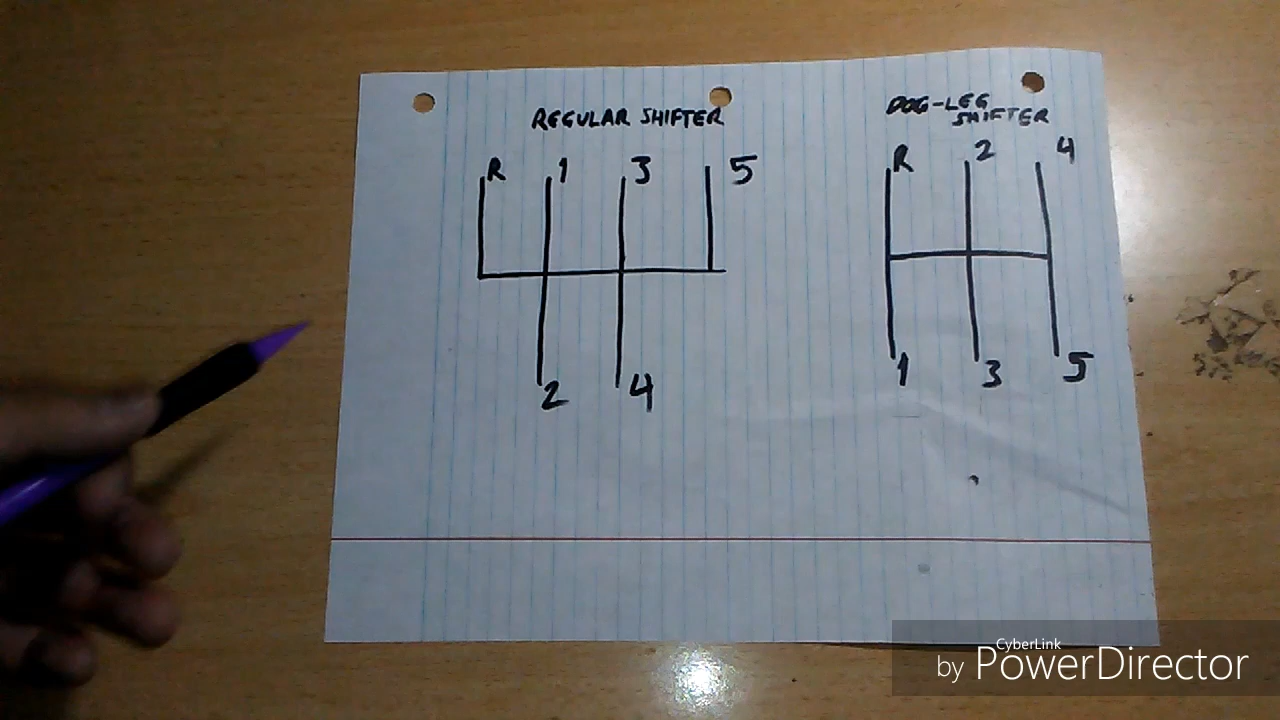 REGULAR SHIFTER
R 1 3 5
2 4
DOG-LEG
SHIFTER
R 2 4
1 3 5
CyberLink
by PowerDirector